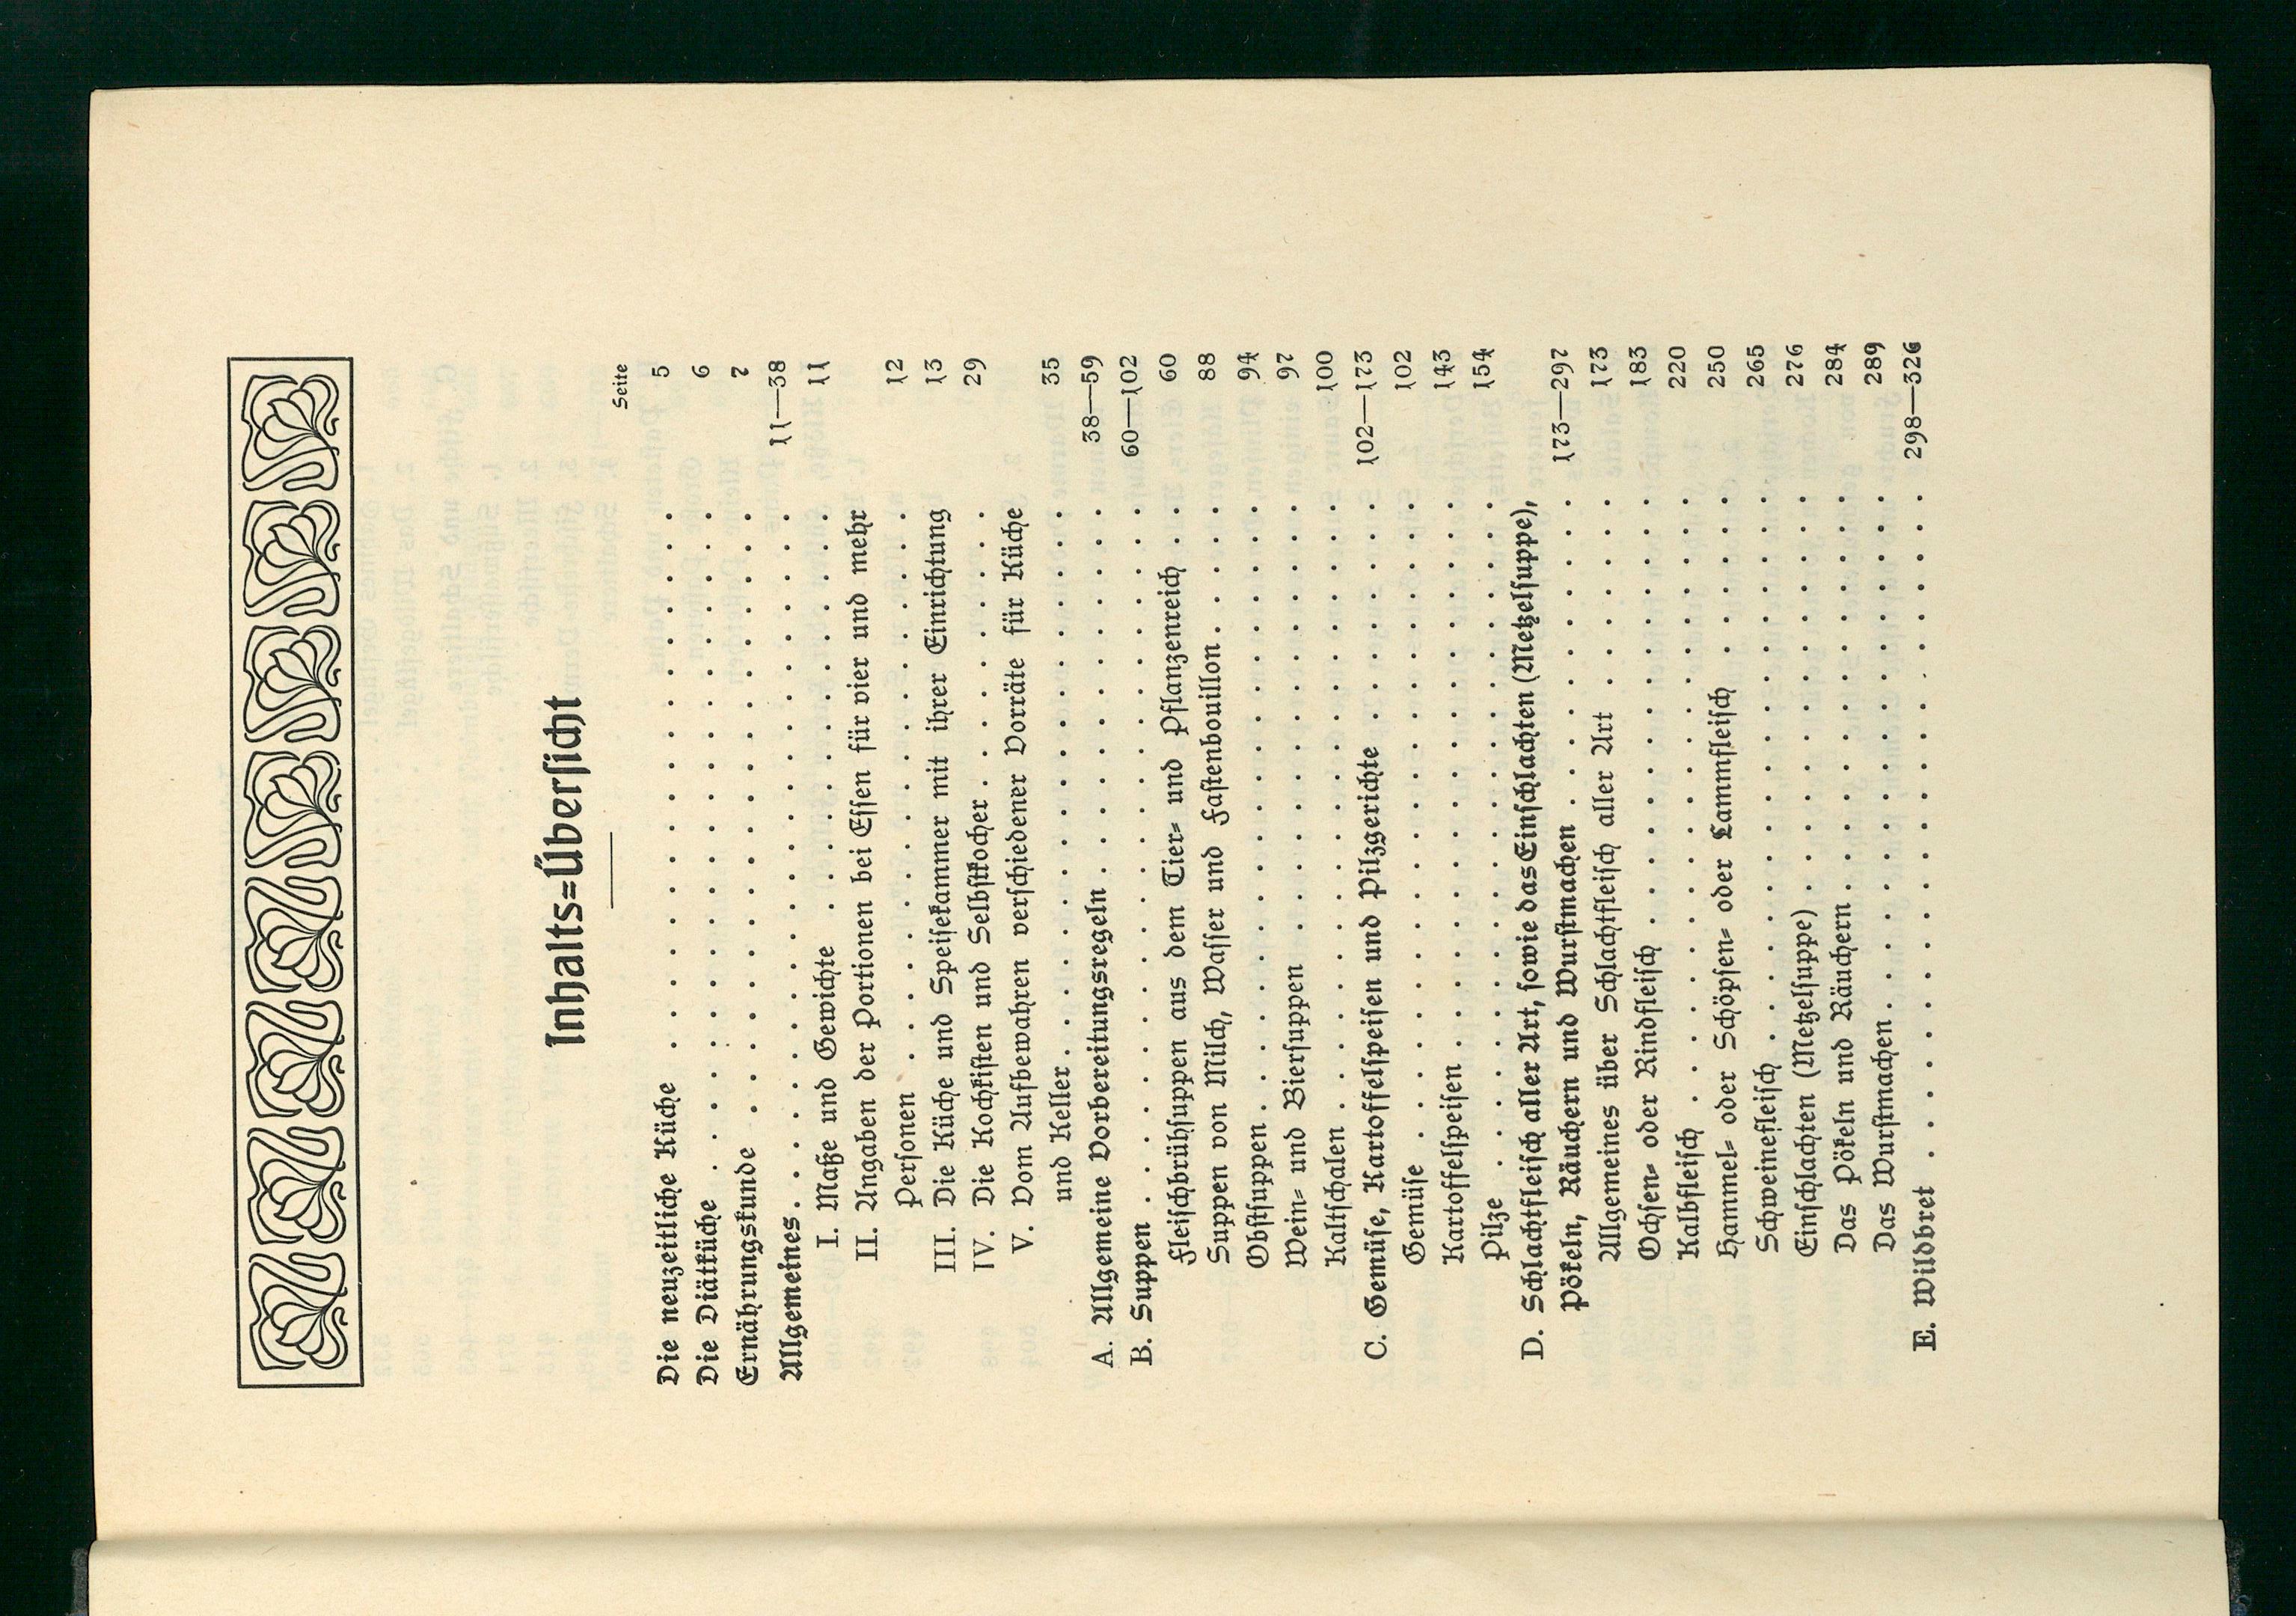 Inhalts=Übersicht
Seite
Die neuzeitliche Küche . . . . . . . . . . . . . . 5
Die Diätküche . . . . . . . . . . . . . . . . . 6
Ernährungskunde . . . . . . . . . . . . . . . . 7
Allgemeines . . . . . . . . . . . . . . . . . . 11—38
I. Maße und Gewichte . . . . . . . . . . . . 11
II. Angaben der Portionen bei Essen für vier und mehr
Personen . . . . . . . . . . . . . . . 12
III. Die Küche und Speisekammer mit ihrer Einrichtung 13
IV. Die Kochkisten und Selbstkocher . . . . . . . . 29
V. Vom Aufbewahren verschiedener Vorräte für Küche
und Keller . . . . . . . . . . . . . . . 35
A. Allgemeine Vorbereitungsregeln . . . . . . . . . . 38—59
B. Suppen . . . . . . . . . . . . . . . . . . 60—102
Fleischbrühsuppen aus dem Tier= und Pflanzenreich . . 60
Suppen von Milch, Wasser und Fastenbouillon . . . . 88
Obstsuppen . . . . . . . . . . . . . . . . 94
Wein= und Biersuppen . . . . . . . . . . . . 97
Kaltschalen . . . . . . . . . . . . . . . . 100
C. Gemüse, Kartoffelspeisen und Pilzgerichte . . . . . . 102—173
Gemüse . . . . . . . . . . . . . . . . . 102
Kartoffelspeisen . . . . . . . . . . . . . . 143
Pilze . . . . . . . . . . . . . . . . . . 154
D. Schlachtfleisch aller Art, sowie das Einschlachten (Metzelsuppe),
Pökeln, Räuchern und Wurstmachen . . . . . . . . 173—297
Allgemeines über Schlachtfleisch aller Art . . . . . . 173
Ochsen= oder Rindfleisch . . . . . . . . . . . 183
Kalbfleisch . . . . . . . . . . . . . . . . 220
Hammel= oder Schöpsen= oder Lammfleisch . . . . . 250
Schweinefleisch . . . . . . . . . . . . . . 265
Einschlachten (Metzelsuppe) . . . . . . . . . . 276
Das Pökeln und Räuchern . . . . . . . . . . . 284
Das Wurstmachen . . . . . . . . . . . . . 289
E. Wildbret . . . . . . . . . . . . . . . . . 298—326